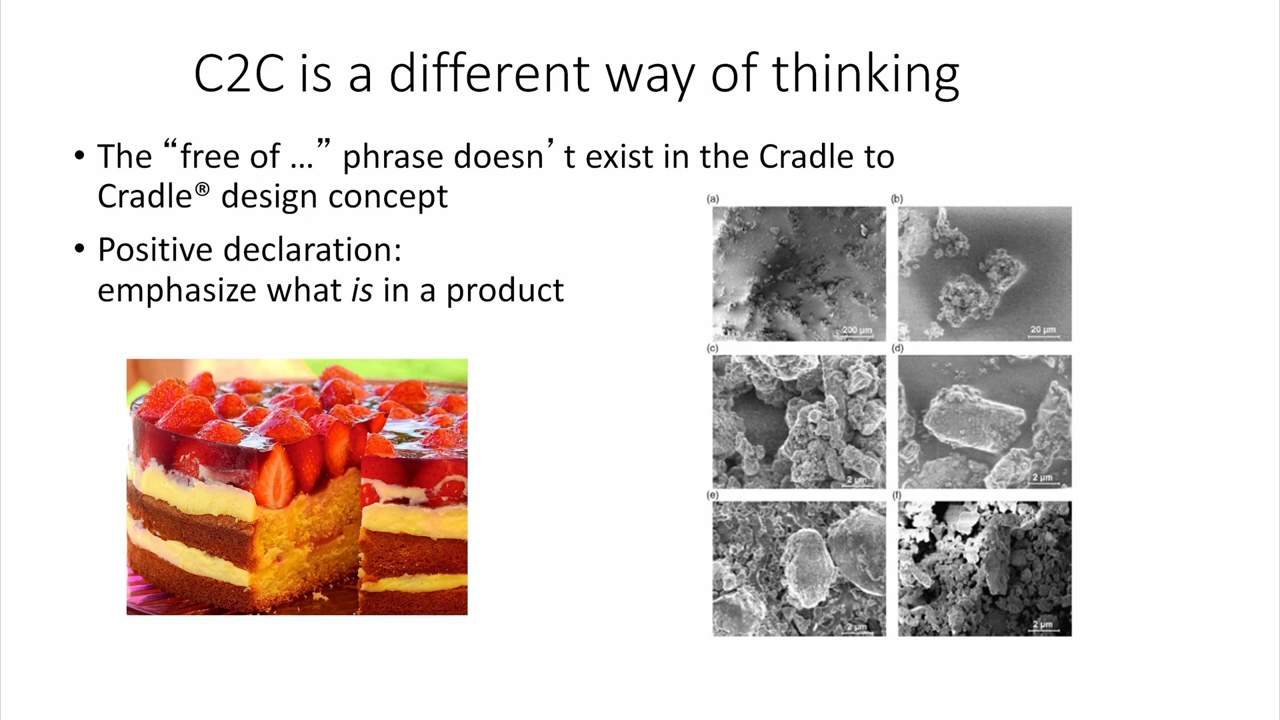 C2C is a different way of thinking
• The “free of …” phrase doesn’ t exist in the Cradle to
Cradle® design concept
• Positive declaration:
emphasize what is in a product
(a)
(b)
200 µm
20 µm
(c)
(d)
2 µm
2 µm
(e)
(f)
2 µm
2 µm